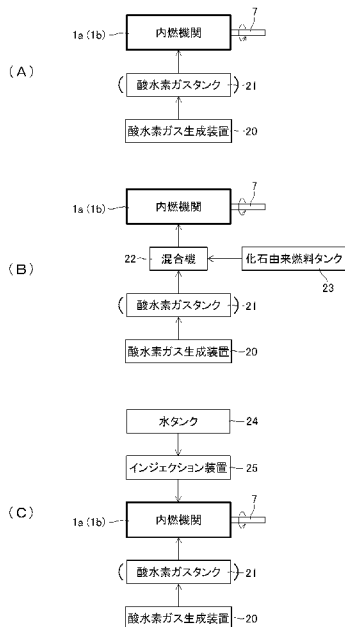 (A)
1a(1b)
内燃機関
7
( 酸水素ガスタンク )
21
酸水素ガス生成装置
20
(B)
1a(1b)
内燃機関
7
22
混合機
化石由来燃料タンク
23
( 酸水素ガスタンク )
21
酸水素ガス生成装置
20
(C)
水タンク
24
インジェクション装置
25
1a(1b)
内燃機関
7
( 酸水素ガスタンク )
21
酸水素ガス生成装置
20